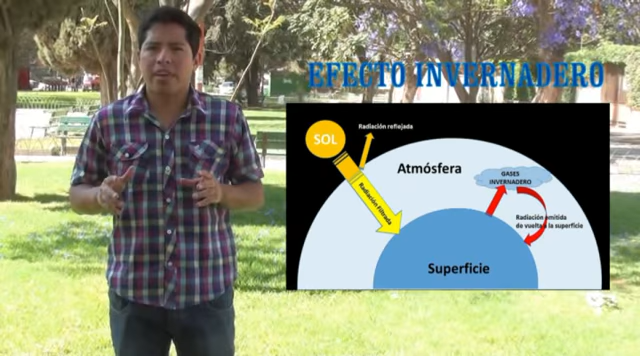 EFECTO INVERNADERO
SOL
Radiación reflejada
Atmósfera
GASES
INVERNADERO
Radiación Filtrada
Radiación emitida
de vuelta a la superficie
Superficie